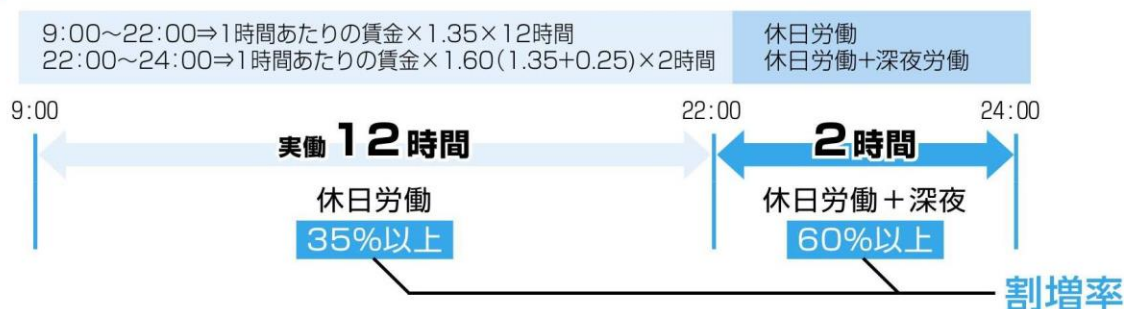 9:00～22:00⇒1時間あたりの賃金×1.35×12時間 休日労働
22:00～24:00⇒1時間あたりの賃金×1.60(1.35+0.25)×2時間 休日労働+深夜労働
9:00 22:00 24:00
実働12時間 2時間
休日労働 休日労働＋深夜
35%以上 60%以上
割増率